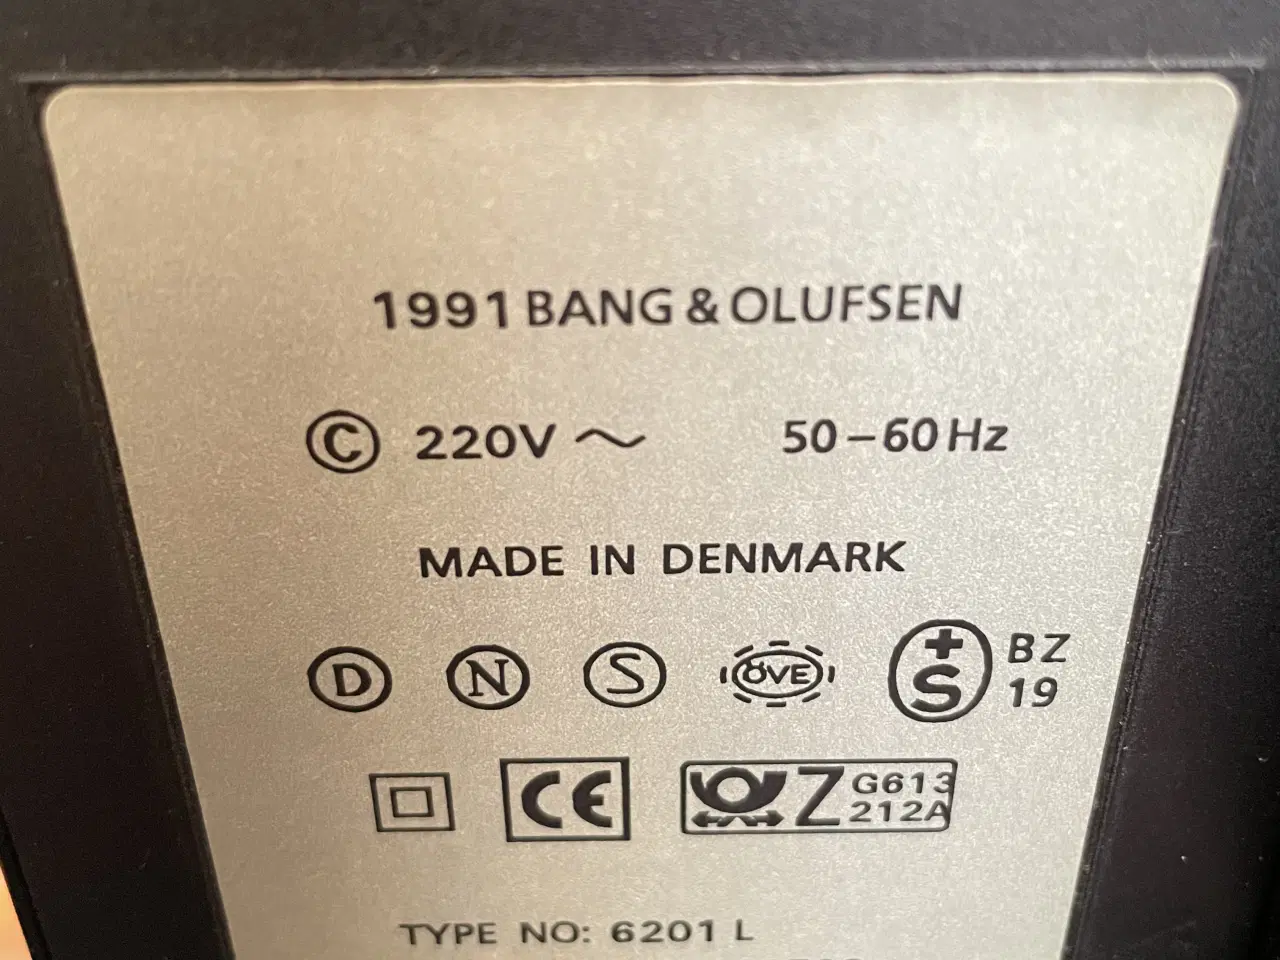 1991 BANG & OLUFSEN
© 220V ~ 50–60 Hz
MADE IN DENMARK
D N S ÖVE +S BZ 19
CE Z G613 212A
TYPE NO: 6201 L